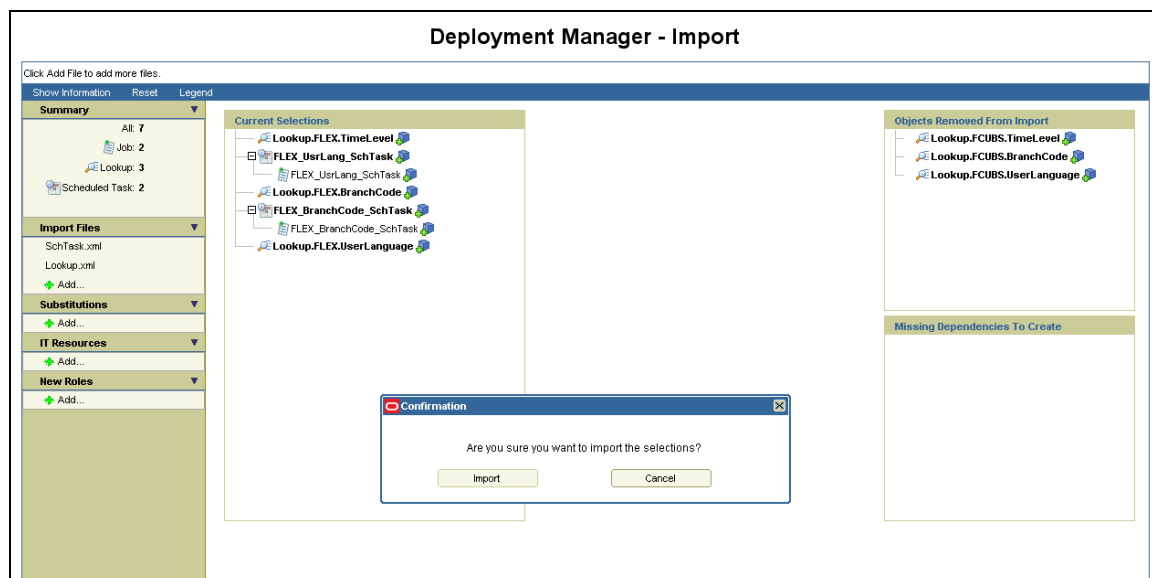 Deployment Manager - Import
Click Add File to add more files.
Show Information Reset Legend
Summary
All: 7
Job: 2
Lookup: 3
Scheduled Task: 2
Import Files
SchTask.xml
Lookup.xml
Add...
Substitutions
Add...
IT Resources
Add...
New Roles
Add...
Current Selections
Lookup.FLEX.TimeLevel
FLEX_UsrLang_SchTask
FLEX_UsrLang_SchTask
Lookup.FLEX.BranchCode
FLEX_BranchCode_SchTask
FLEX_BranchCode_SchTask
Lookup.FLEX.UserLanguage
Objects Removed From Import
Lookup.FCUBS.TimeLevel
Lookup.FCUBS.BranchCode
Lookup.FCUBS.UserLanguage
Missing Dependencies To Create
Confirmation
Are you sure you want to import the selections?
Import Cancel